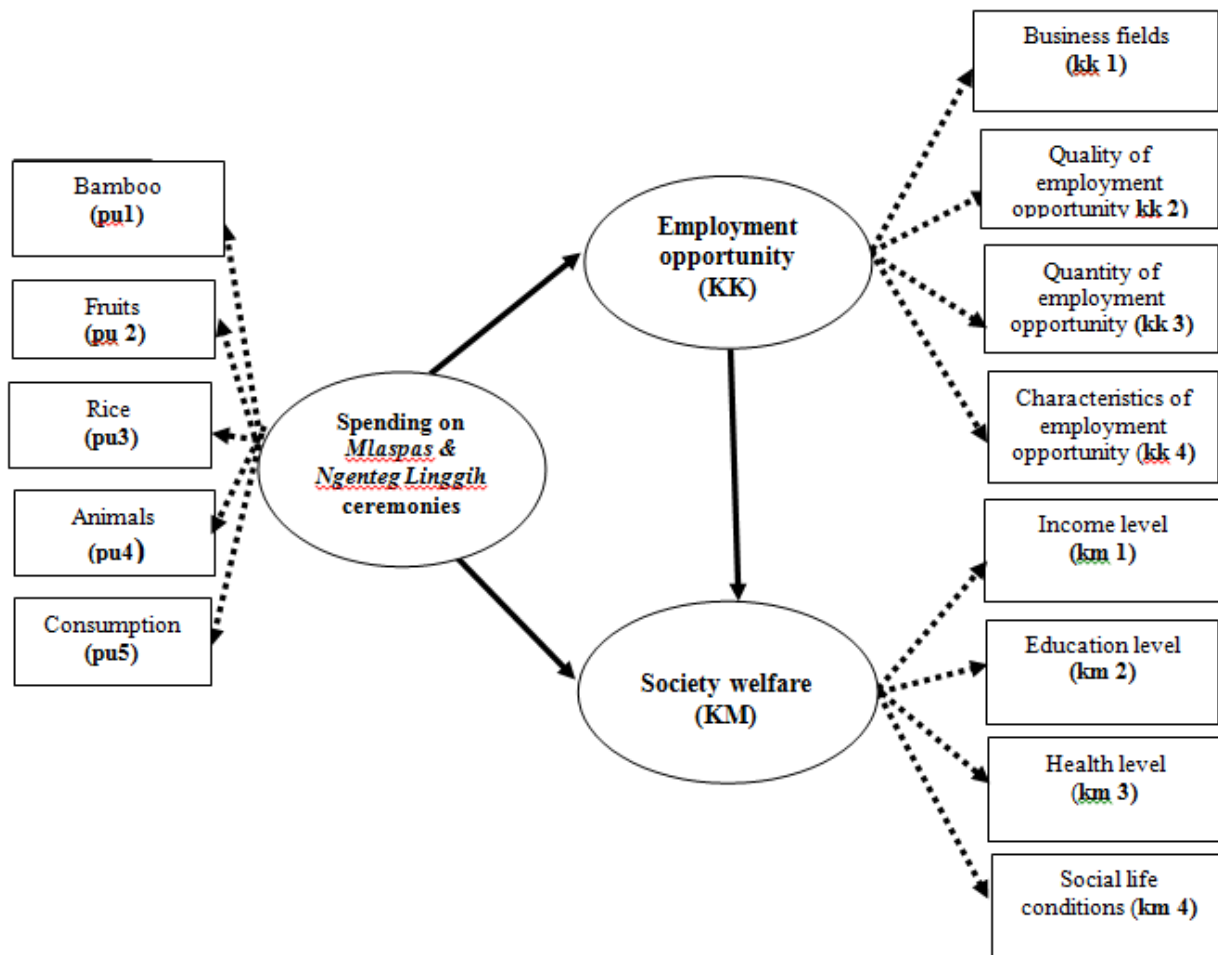 Business fields
(kk 1)
Quality of
employment
opportunity kk 2)
Quantity of
employment
opportunity (kk 3)
Characteristics of
employment
opportunity (kk 4)
Bamboo
(pu1)
Fruits
(pu 2)
Rice
(pu3)
Animals
(pu4)
Consumption
(pu5)
Employment
opportunity
(KK)
Spending on
Mlaspas &
Ngenteg Linggih
ceremonies
Society welfare
(KM)
Income level
(km 1)
Education level
(km 2)
Health level
(km 3)
Social life
conditions (km 4)